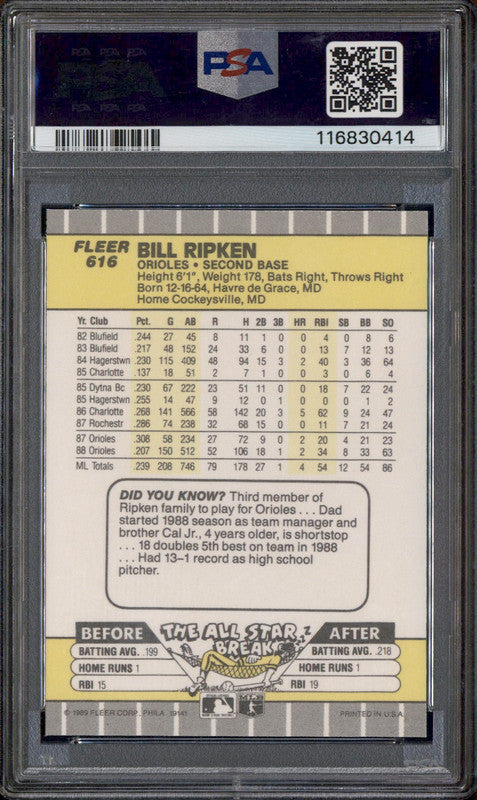 PSA
116830414
FLEER
616
BILL RIPKEN
ORIOLES • SECOND BASE
Height 6'1", Weight 178, Bats Right, Throws Right
Born 12-16-64, Havre de Grace, MD
Home Cockeysville, MD
Yr. Club Pct. G AB R H 2B 3B HR RBI SB BB SO
82 Blufield .244 27 45 8 11 1 0 0 4 0 8 6
83 Blufield .217 48 152 24 33 6 0 0 13 7 12 13
84 Hagerstwn .230 115 409 48 94 15 3 2 40 3 36 64
85 Charlotte .137 18 51 2 7 1 0 0 3 0 6 4
85 Dytna Bc .230 67 222 23 51 11 0 0 18 7 22 24
85 Hagerstwn .255 14 47 9 12 0 1 0 0 0 1 2
86 Charlotte .268 141 566 58 142 20 3 5 62 9 24 47
87 Rochestr .286 74 238 32 68 15 0 0 11 7 21 24
87 Orioles .308 58 234 27 72 9 0 2 20 4 21 23
88 Orioles .207 150 512 52 106 18 1 2 34 8 33 63
ML Totals .239 208 746 79 178 27 1 4 54 12 54 86
DID YOU KNOW? Third member of
Ripken family to play for Orioles . . . Dad
started 1988 season as team manager and
brother Cal Jr., 4 years older, is shortstop
. . . 18 doubles 5th best on team in 1988
. . . Had 13-1 record as high school
pitcher.
BEFORE THE ALL STAR BREAK AFTER
BATTING AVG. .199 BATTING AVG. .218
HOME RUNS 1 HOME RUNS 1
RBI 15 RBI 19
© 1989 FLEER CORP., PHILA. 19141 PRINTED IN U.S.A.